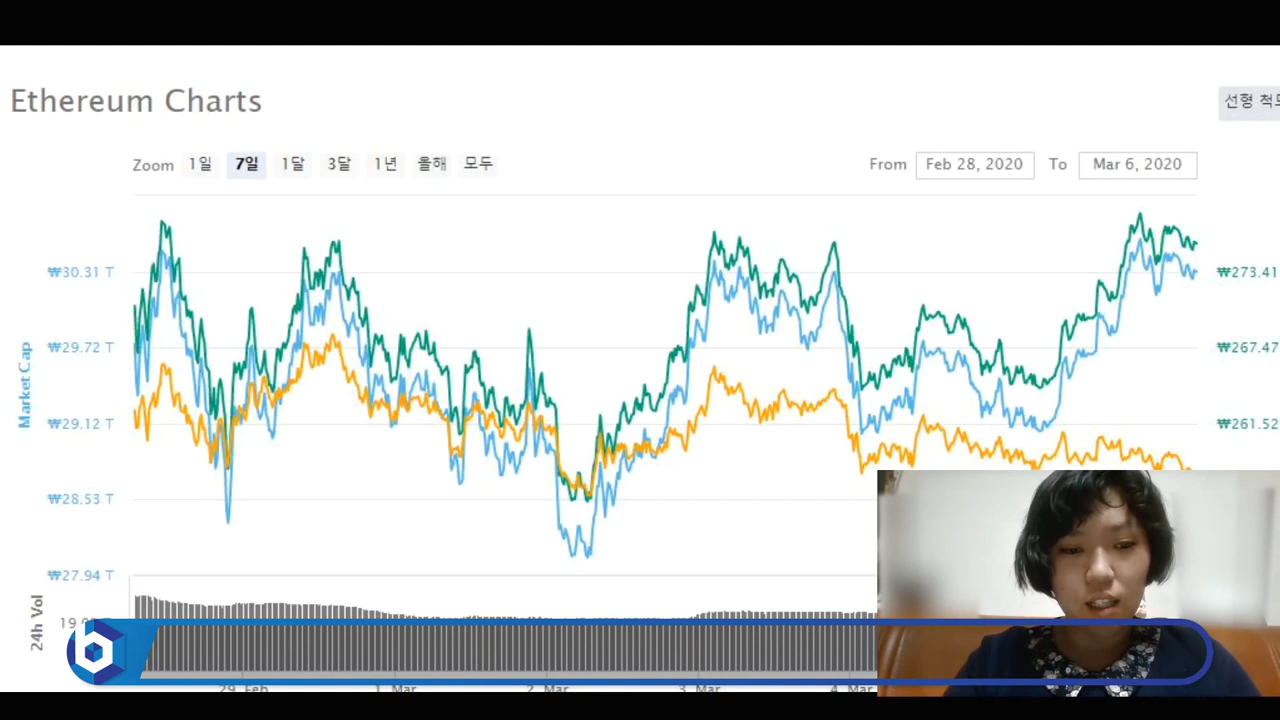 Ethereum Charts
선형 척도
Zoom 1일 7일 1달 3달 1년 올해 모두
From Feb 28, 2020 To Mar 6, 2020
₩30.31 T
₩29.72 T
₩29.12 T
₩28.53 T
₩27.94 T
Market Cap
₩273.41
₩267.47
₩261.52
24h Vol
29. Feb 1. Mar 2. Mar 3. Mar 4. Mar